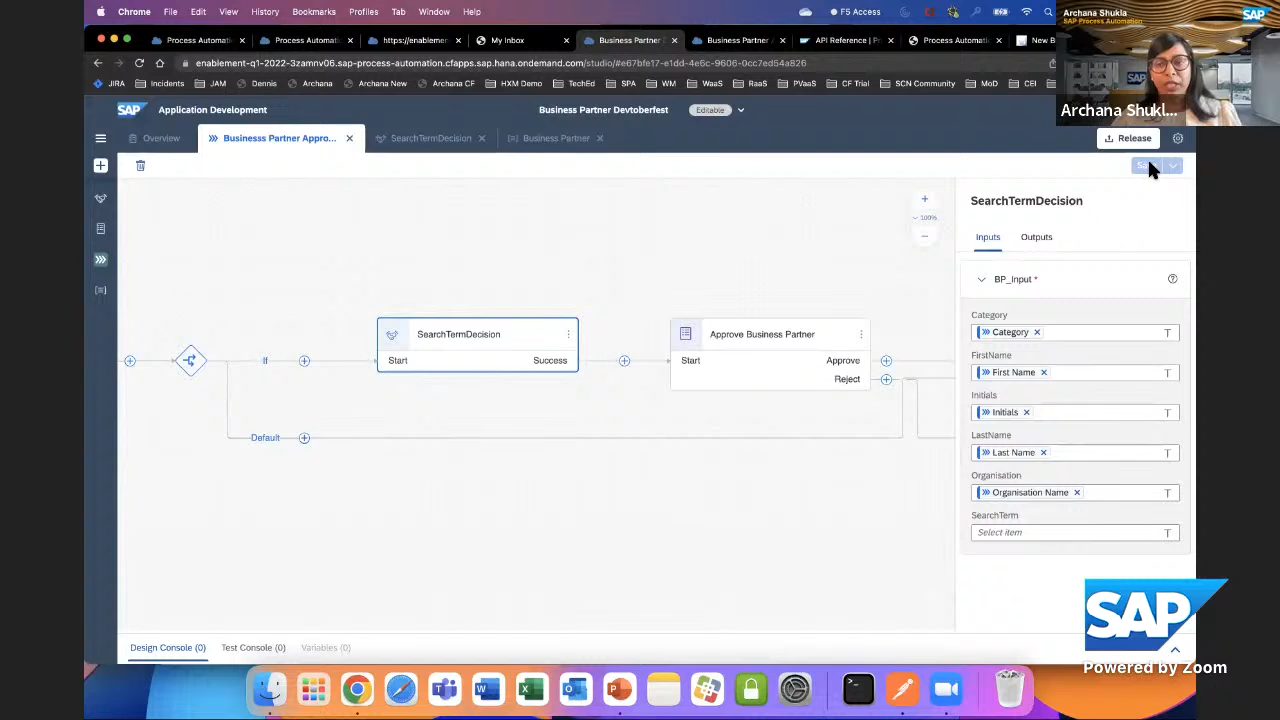 Chrome File Edit View History Bookmarks Profiles Tab Window Help F5 Access
Archana Shukla
SAP Process Automation
SAP
SAP
Archana Shukl...
Process Automati
Process Automati
https://enablemer
My Inbox
Business Partner D
Business Partner
API Reference | P
Process Automati
New B
enablement-q1-2022-3zamnv06.sap-process-automation.cfapps.sap.hana.ondemand.com/studio/#e67bfe17-e1dd-4e6c-9606-0cc7ed54a826
JIRA Incidents JAM Dennis Archana Archana New Archana CF HXM Demo TechEd SPA WM WaaS RaaS PVaaS CF Trial SCN Community MoD CEI
SAP Application Development
Business Partner Devtoberfest Editable
Overview
Businesss Partner Appro...
SearchTermDecision
Business Partner
Release
Sa
100%
SearchTermDecision
Inputs Outputs
BP_Input *
Category
Category
FirstName
First Name
Initials
Initials
LastName
Last Name
Organisation
Organisation Name
SearchTerm
Select item
SearchTermDecision
Start Success
Approve Business Partner
Start Approve
Reject
If
Default
Design Console (0) Test Console (0) Variables (0)
SAP
Powered by Zoom